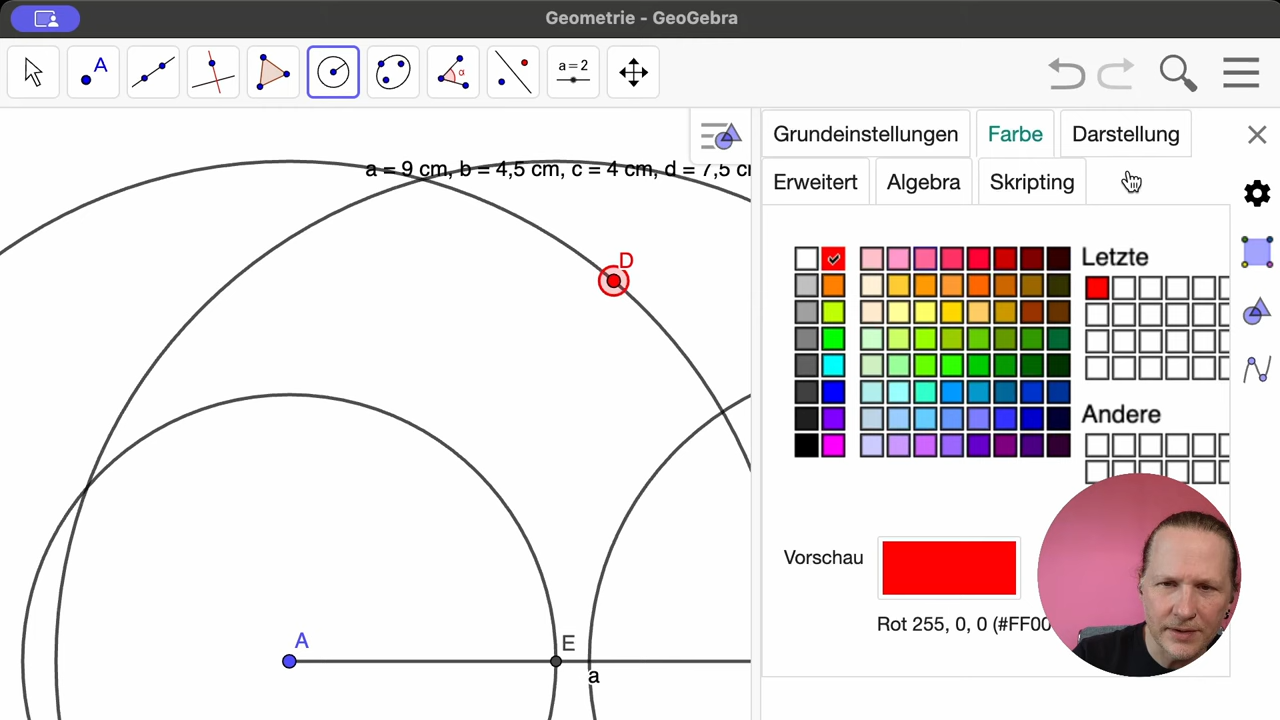 Geometrie - GeoGebra
A
α
a = 2
Grundeinstellungen
Farbe
Darstellung
Erweitert
Algebra
Skripting
a = 9 cm, b = 4,5 cm, c = 4 cm, d = 7,5
D
Letzte
Andere
Vorschau
Rot 255, 0, 0 (#FF00
A
E
a